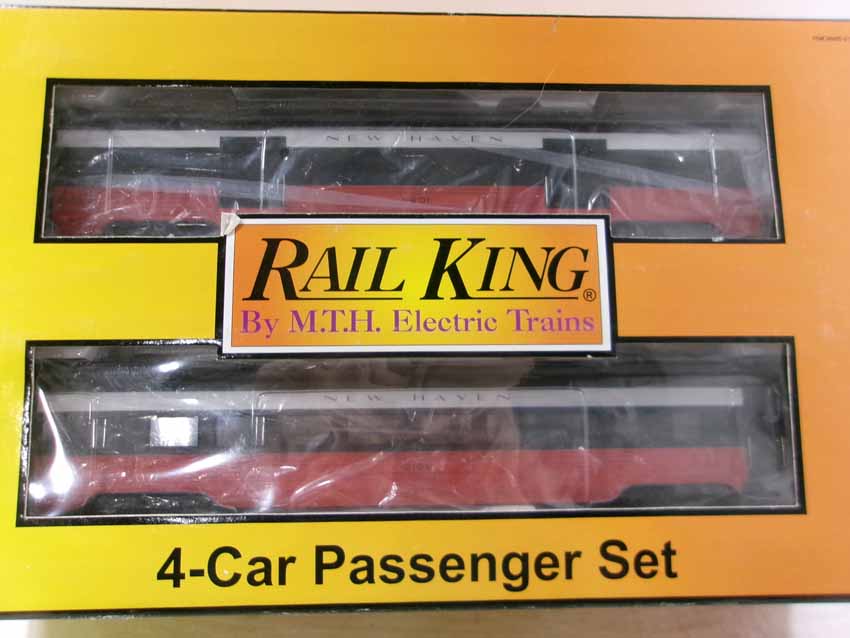 NEW HAVEN
RAIL KING®
By M.T.H. Electric Trains
NEW HAVEN
4-Car Passenger Set